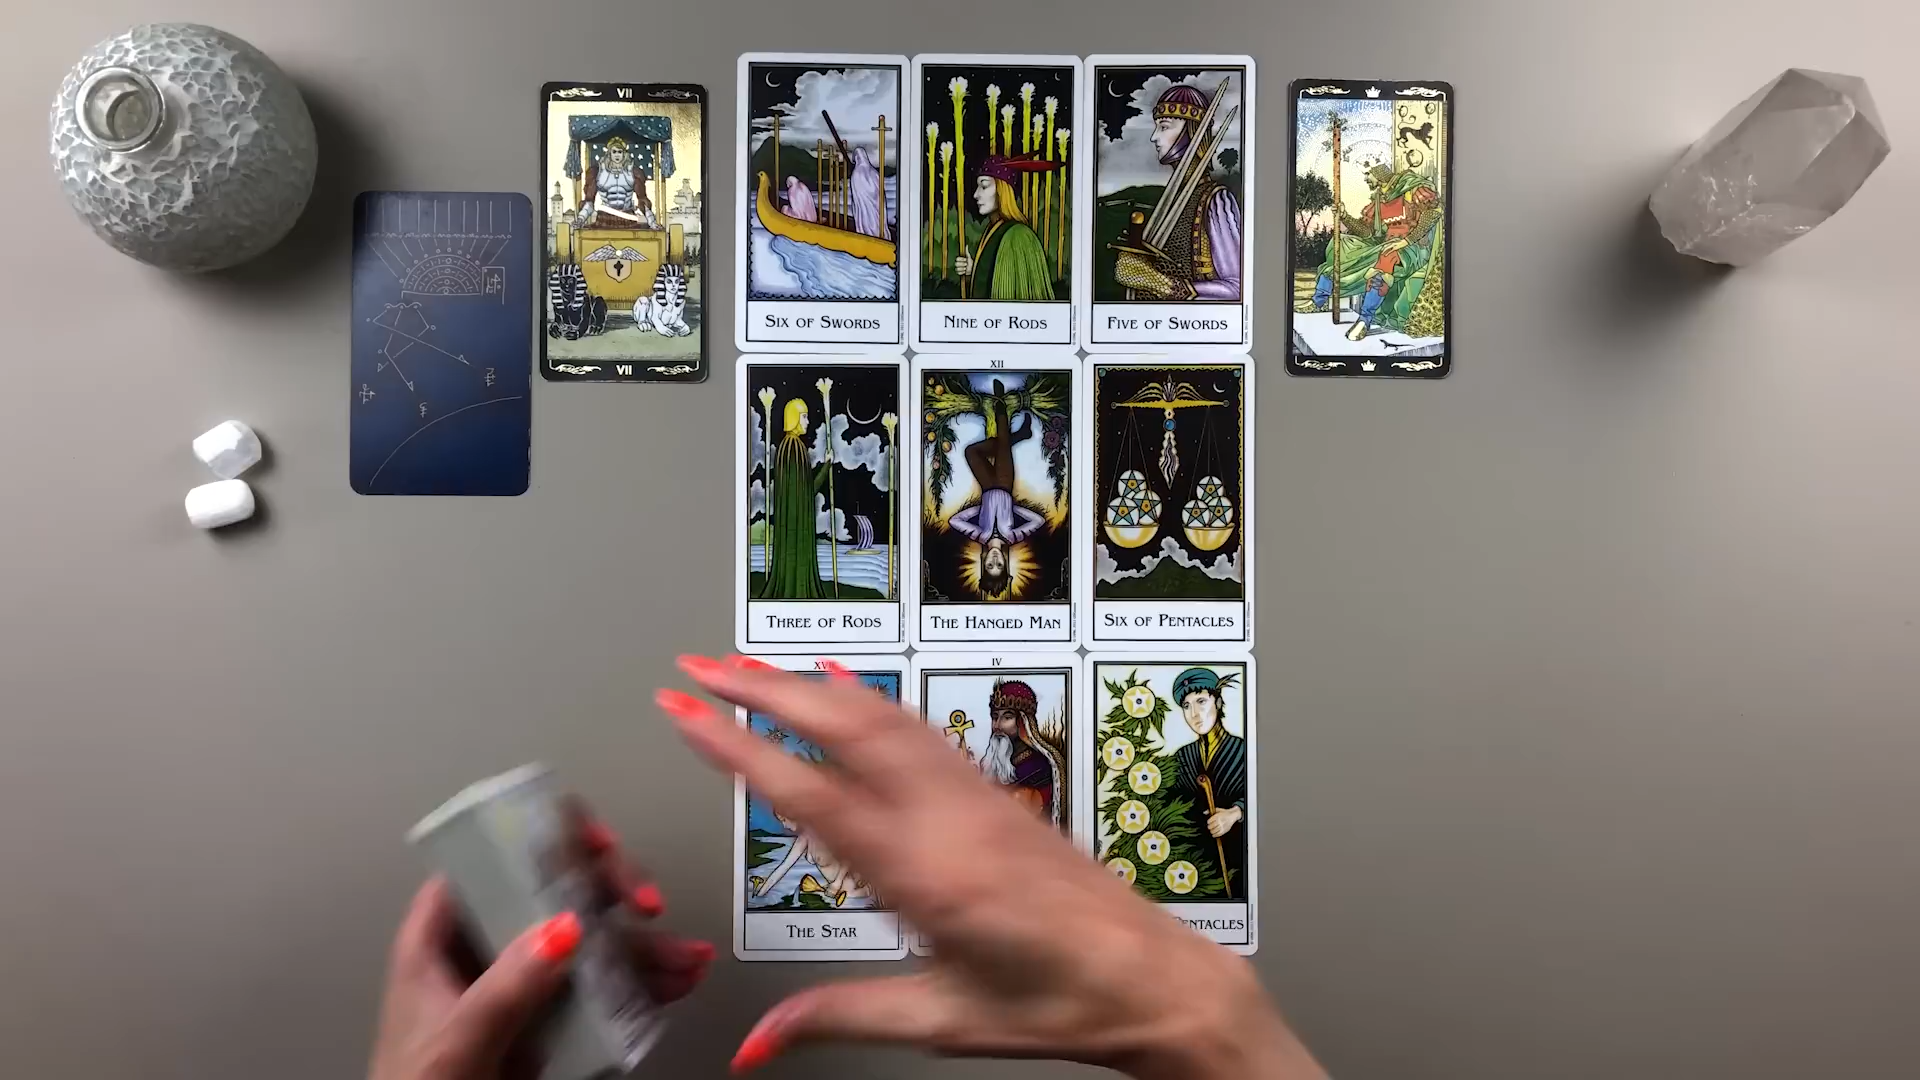 VII
VII
Six of Swords
Nine of Rods
Five of Swords
XII
Three of Rods
The Hanged Man
Six of Pentacles
IV
The Star
Pentacles